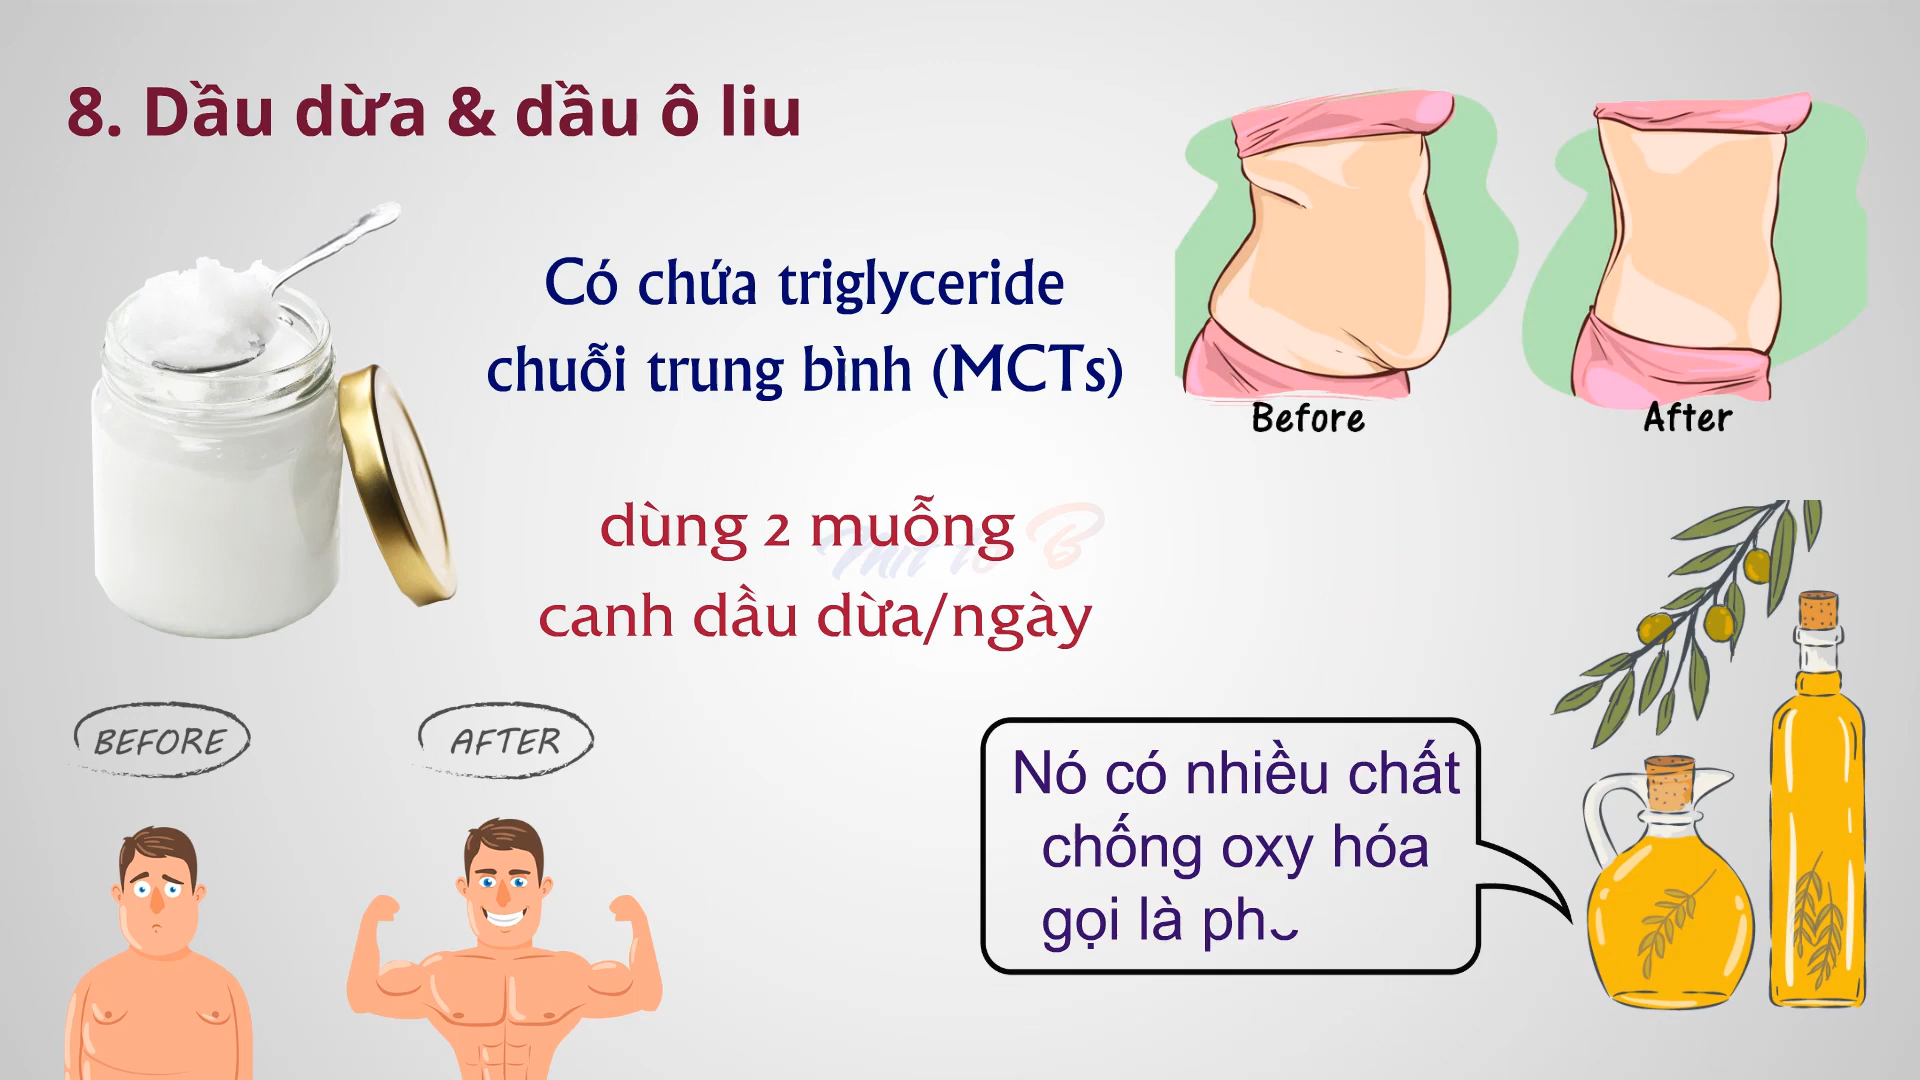 8. Dầu dừa & dầu ô liu
Có chứa triglyceride
chuỗi trung bình (MCTs)
Before
After
dùng 2 muỗng
canh dầu dừa/ngày
BEFORE
AFTER
Nó có nhiều chất
chống oxy hóa
gọi là